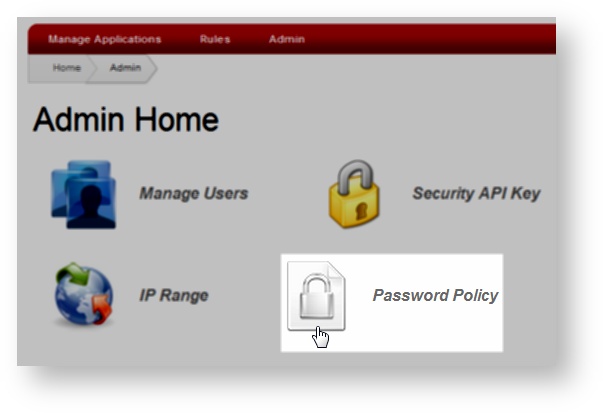 Manage Applications Rules Admin
Home Admin
Admin Home
Manage Users Security API Key
IP Range Password Policy